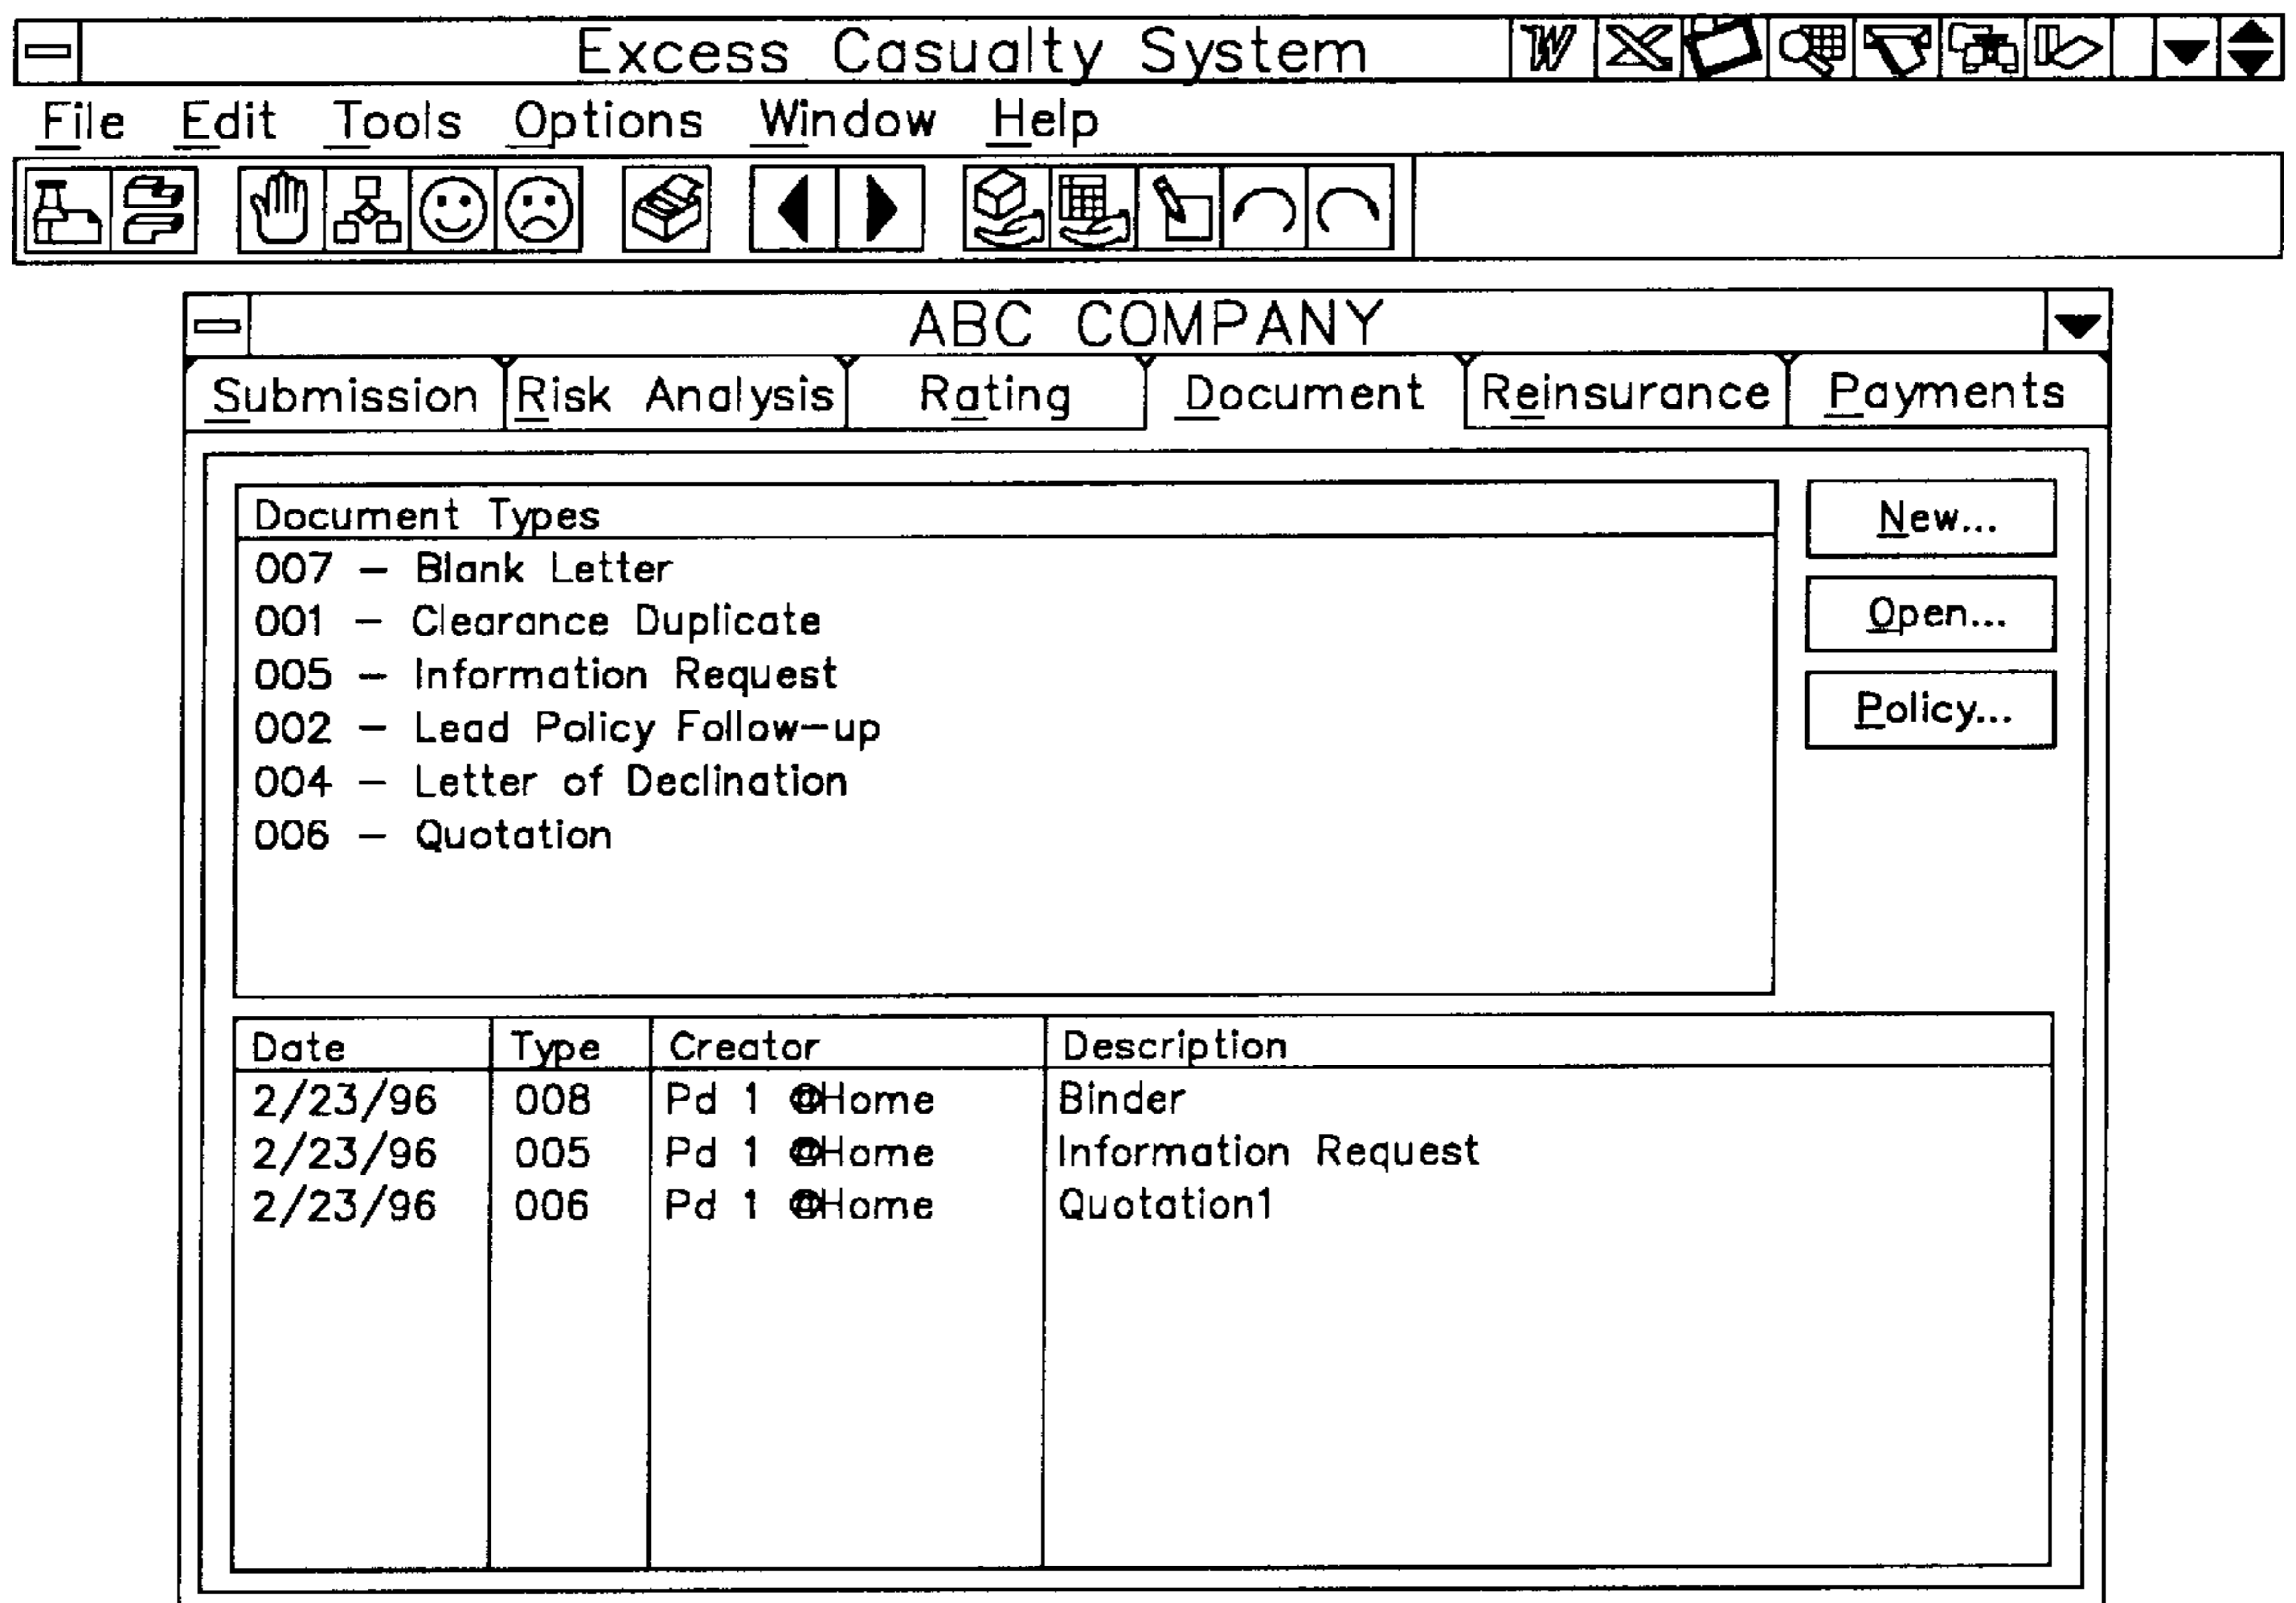 Excess Casualty System
File Edit Tools Options Window Help
ABC COMPANY
Submission Risk Analysis Rating Document Reinsurance Payments
Document Types
007 – Blank Letter
001 – Clearance Duplicate
005 – Information Request
002 – Lead Policy Follow–up
004 – Letter of Declination
006 – Quotation
New...
Open...
Policy...
Date Type Creator Description
2/23/96 008 Pd 1 @Home Binder
2/23/96 005 Pd 1 @Home Information Request
2/23/96 006 Pd 1 @Home Quotation1